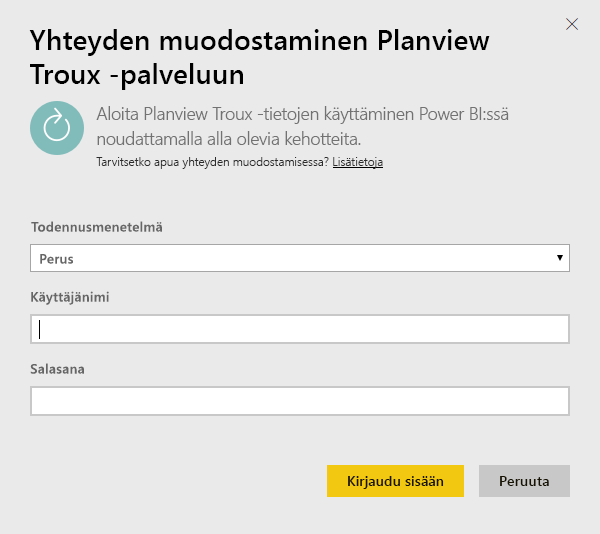 Yhteyden muodostaminen Planview
Troux -palveluun
Aloita Planview Troux -tietojen käyttäminen Power BI:ssä
noudattamalla alla olevia kehotteita.
Tarvitsetko apua yhteyden muodostamisessa? Lisätietoja
Todennusmenetelmä
Perus
Käyttäjänimi
Salasana
Kirjaudu sisään Peruuta